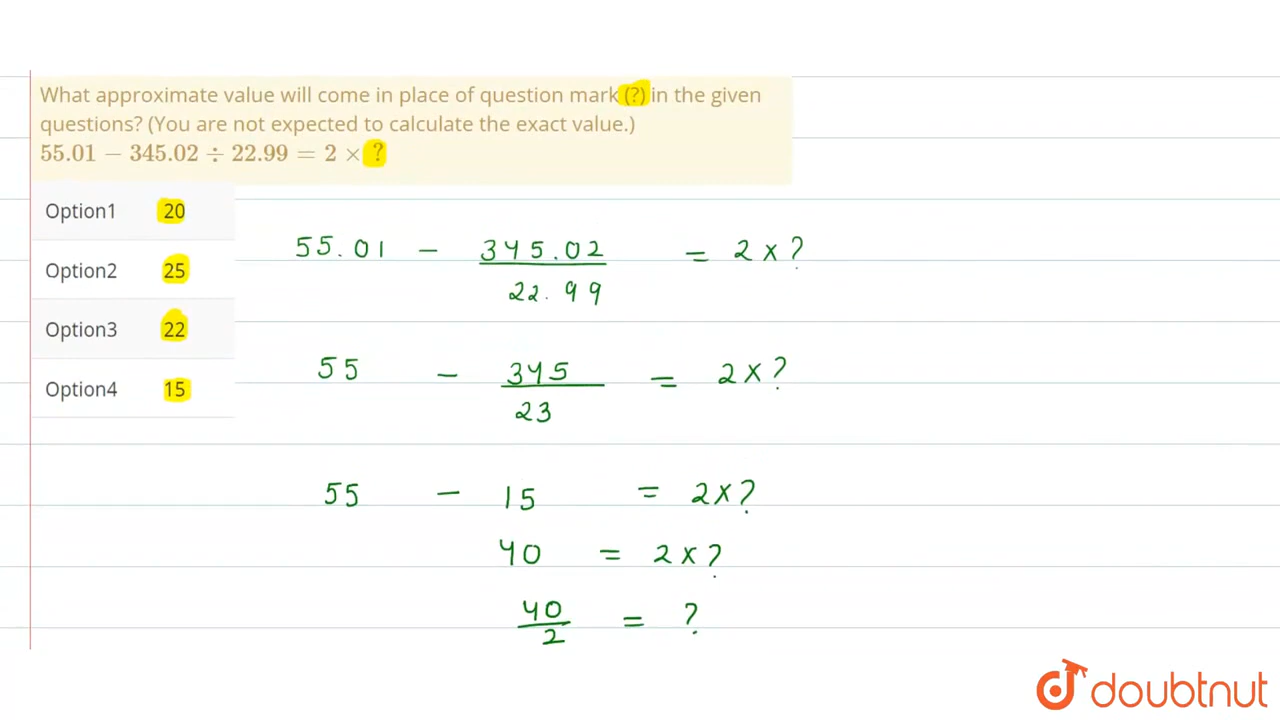 What approximate value will come in place of question mark (?) in the given
questions? (You are not expected to calculate the exact value.)
55.01 − 345.02 ÷ 22.99 = 2 × ?
Option1 20
Option2 25
Option3 22
Option4 15
55.01 − 345.02 / 22.99 = 2 × ?
55 − 345 / 23 = 2 × ?
55 − 15 = 2 × ?
40 = 2 × ?
40 / 2 = ?
doubtnut